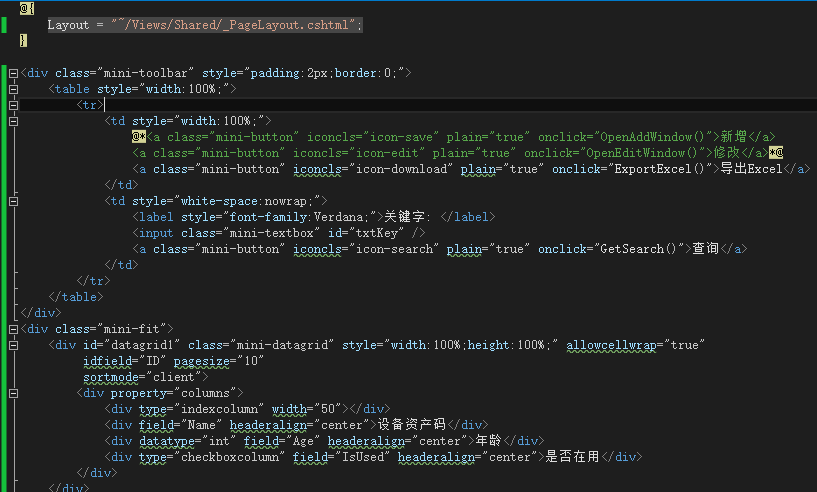 @{
Layout = "~/Views/Shared/_PageLayout.cshtml";
}
<div class="mini-toolbar" style="padding:2px;border:0;">
<table style="width:100%;">
<tr>
<td style="width:100%;">
@*<a class="mini-button" iconcls="icon-save" plain="true" onclick="OpenAddWindow()">新增</a>
<a class="mini-button" iconcls="icon-edit" plain="true" onclick="OpenEditWindow()">修改</a>*@
<a class="mini-button" iconcls="icon-download" plain="true" onclick="ExportExcel()">导出Excel</a>
</td>
<td style="white-space:nowrap;">
<label style="font-family:Verdana;">关键字: </label>
<input class="mini-textbox" id="txtKey" />
<a class="mini-button" iconcls="icon-search" plain="true" onclick="GetSearch()">查询</a>
</td>
</tr>
</table>
</div>
<div class="mini-fit">
<div id="datagrid1" class="mini-datagrid" style="width:100%;height:100%;" allowcellwrap="true"
idfield="ID" pagesize="10"
sortmode="client">
<div property="columns">
<div type="indexcolumn" width="50"></div>
<div field="Name" headeralign="center">设备资产码</div>
<div datatype="int" field="Age" headeralign="center">年龄</div>
<div type="checkboxcolumn" field="IsUsed" headeralign="center">是否在用</div>
</div>
</div>